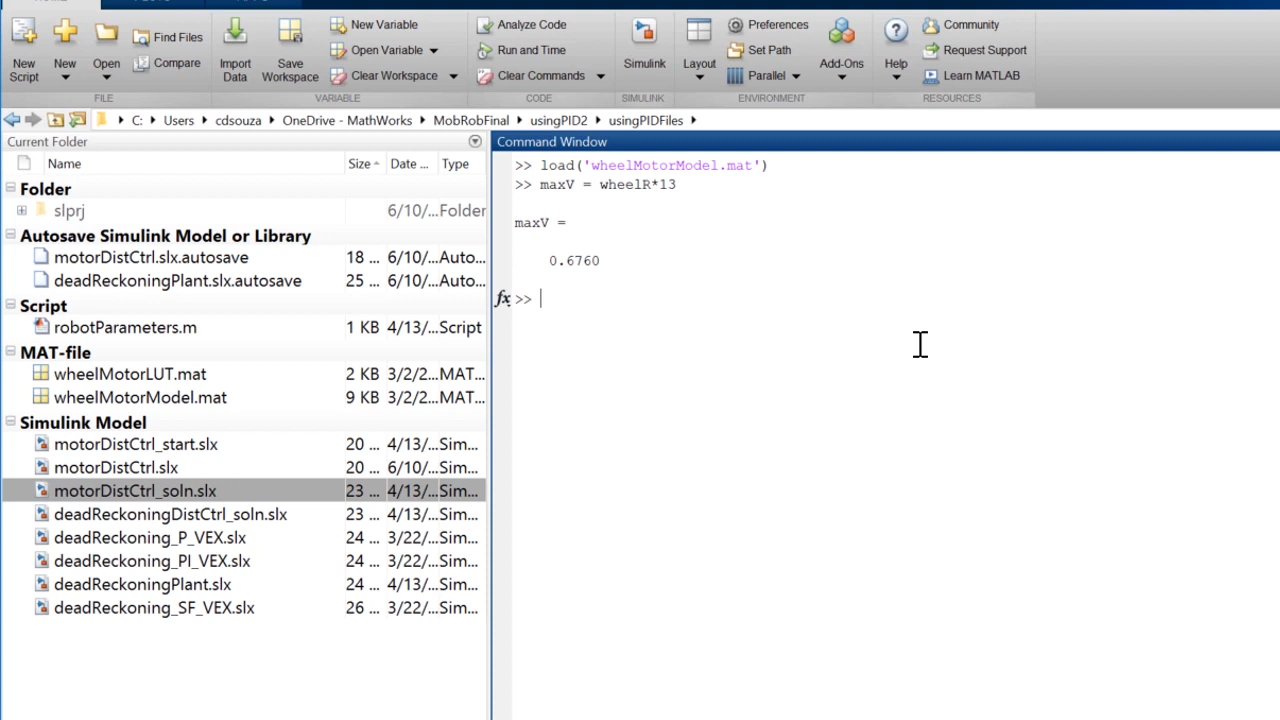 Find Files
Compare
New Script
New
Open
FILE
Import Data
Save Workspace
New Variable
Open Variable
Clear Workspace
VARIABLE
Analyze Code
Run and Time
Clear Commands
CODE
Simulink
SIMULINK
Layout
Preferences
Set Path
Parallel
Add-Ons
ENVIRONMENT
Help
Community
Request Support
Learn MATLAB
RESOURCES
C: Users cdsouza OneDrive - MathWorks MobRobFinal usingPID2 usingPIDFiles
Current Folder
Name Size Date ... Type
Folder
slprj 6/10/... Folder
Autosave Simulink Model or Library
motorDistCtrl.slx.autosave 18 ... 6/10/... Auto...
deadReckoningPlant.slx.autosave 25 ... 6/10/... Auto...
Script
robotParameters.m 1 KB 4/13/... Script
MAT-file
wheelMotorLUT.mat 2 KB 3/2/2... MAT...
wheelMotorModel.mat 9 KB 3/2/2... MAT...
Simulink Model
motorDistCtrl_start.slx 20 ... 4/13/... Sim...
motorDistCtrl.slx 20 ... 6/10/... Sim...
motorDistCtrl_soln.slx 23 ... 4/13/... Sim...
deadReckoningDistCtrl_soln.slx 23 ... 4/13/... Sim...
deadReckoning_P_VEX.slx 24 ... 3/22/... Sim...
deadReckoning_PI_VEX.slx 24 ... 3/22/... Sim...
deadReckoningPlant.slx 24 ... 4/13/... Sim...
deadReckoning_SF_VEX.slx 26 ... 3/22/... Sim...
Command Window
>> load('wheelMotorModel.mat')
>> maxV = wheelR*13
maxV =
0.6760
fx >>